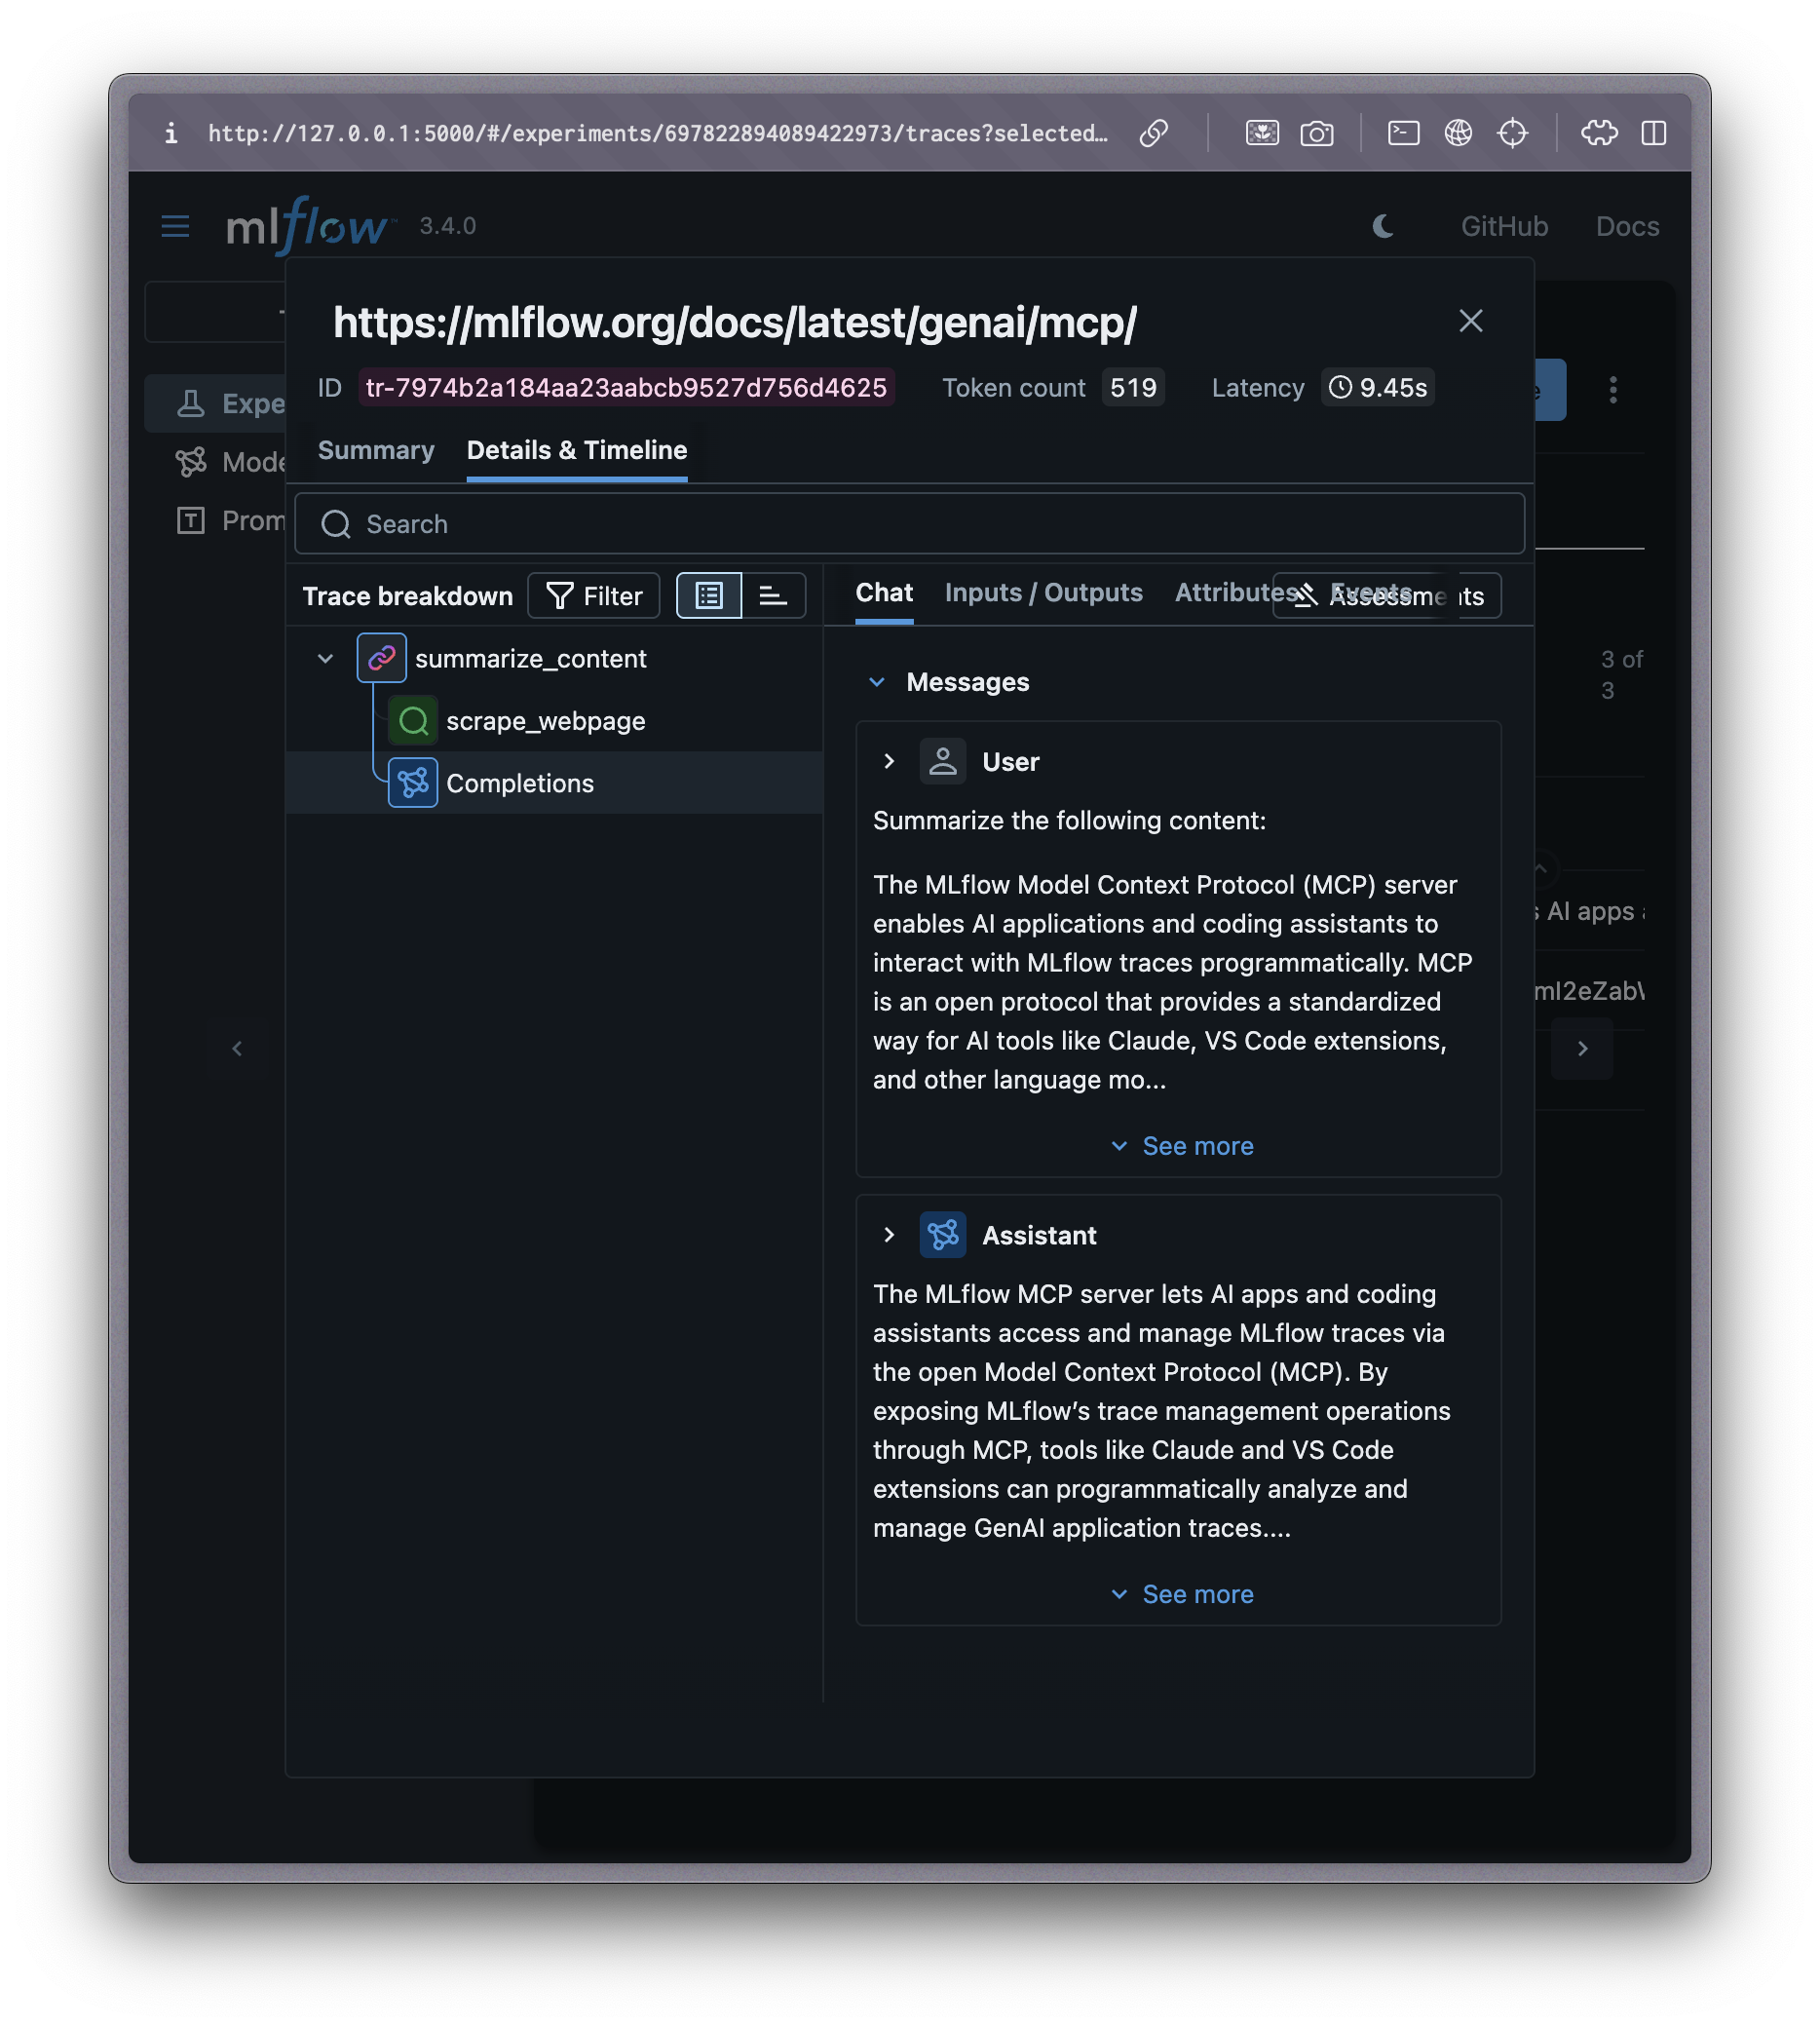 i http://127.0.0.1:5000/#/experiments/697822894089422973/traces?selected…
mlflow™ 3.4.0
GitHub Docs
https://mlflow.org/docs/latest/genai/mcp/
ID tr-7974b2a184aa23aabcb9527d756d4625 Token count 519 Latency 9.45s
Expe
Mode
Prom
Summary Details & Timeline
Search
Trace breakdown Filter
Chat Inputs / Outputs Attributes Events Assessments
summarize_content
scrape_webpage
Completions
3 of
3
Messages
User
Summarize the following content:
The MLflow Model Context Protocol (MCP) server
enables AI applications and coding assistants to
interact with MLflow traces programmatically. MCP
is an open protocol that provides a standardized
way for AI tools like Claude, VS Code extensions,
and other language mo...
See more
s AI apps
mI2eZab
Assistant
The MLflow MCP server lets AI apps and coding
assistants access and manage MLflow traces via
the open Model Context Protocol (MCP). By
exposing MLflow’s trace management operations
through MCP, tools like Claude and VS Code
extensions can programmatically analyze and
manage GenAI application traces....
See more